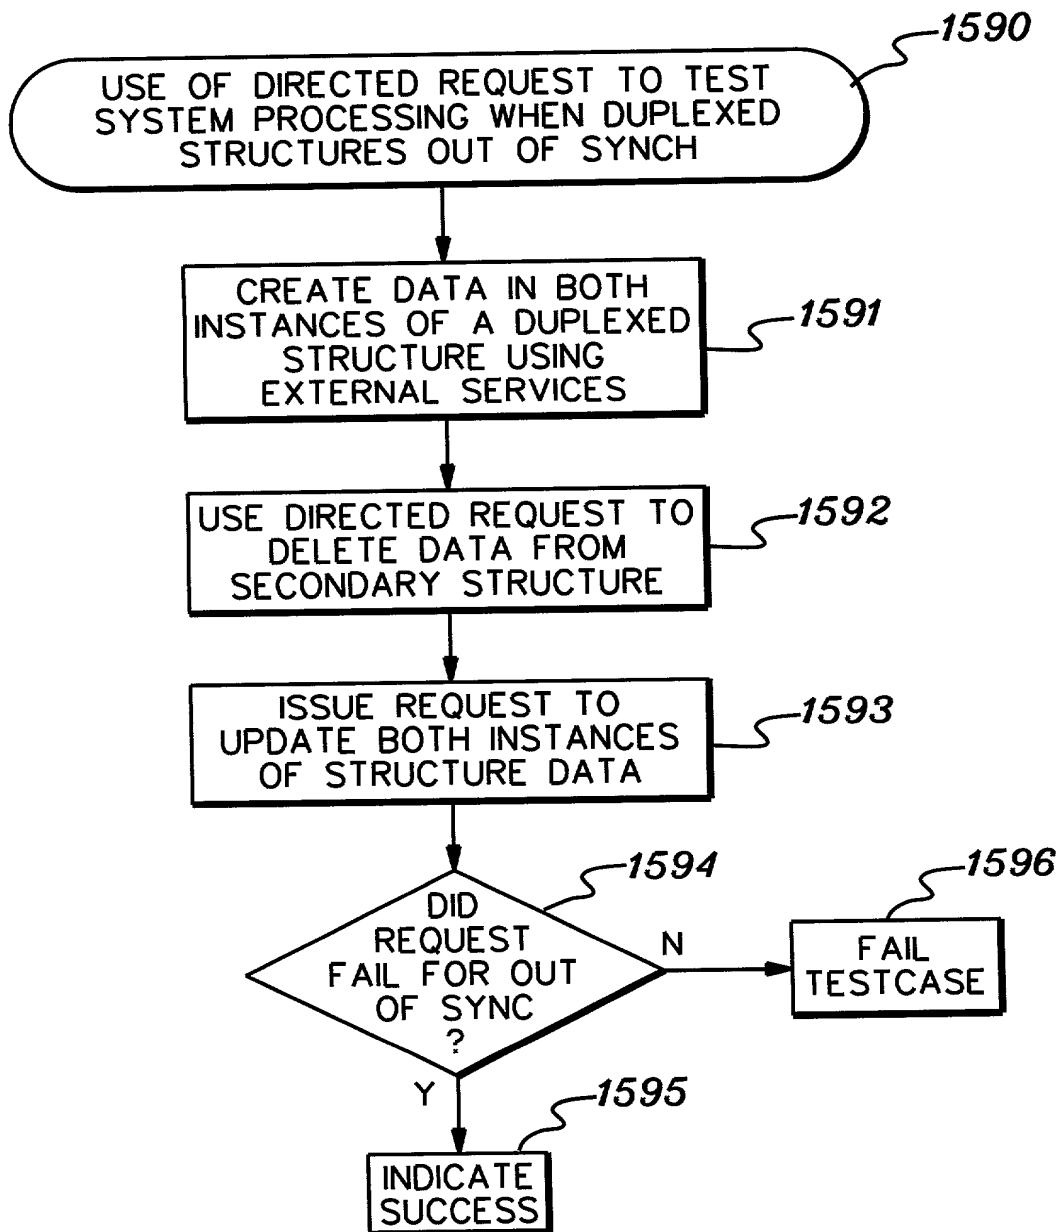 1590
USE OF DIRECTED REQUEST TO TEST
SYSTEM PROCESSING WHEN DUPLEXED
STRUCTURES OUT OF SYNCH
CREATE DATA IN BOTH
INSTANCES OF A DUPLEXED
STRUCTURE USING
EXTERNAL SERVICES
1591
USE DIRECTED REQUEST TO
DELETE DATA FROM
SECONDARY STRUCTURE
1592
ISSUE REQUEST TO
UPDATE BOTH INSTANCES
OF STRUCTURE DATA
1593
1594
DID
REQUEST
FAIL FOR OUT
OF SYNC
?
N
1596
FAIL
TESTCASE
Y
1595
INDICATE
SUCCESS